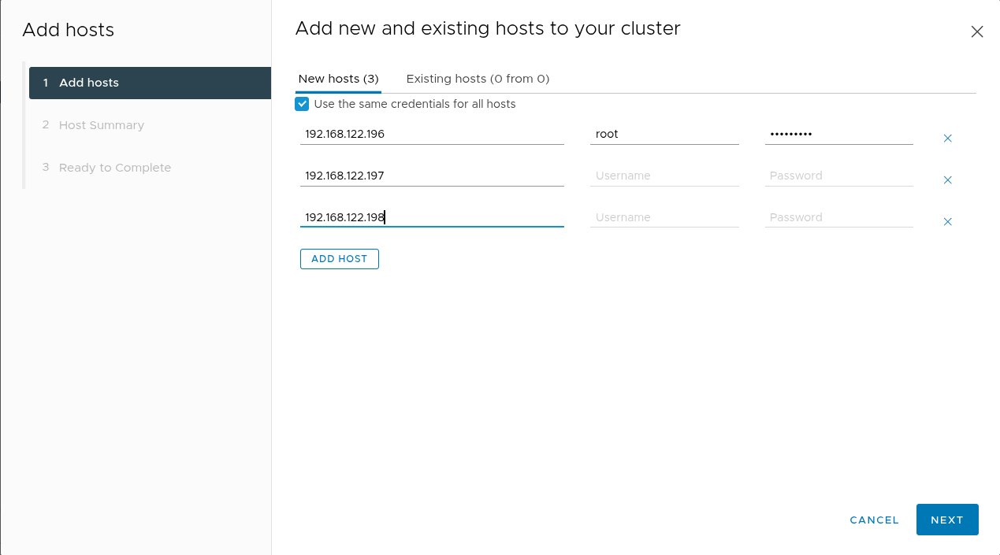 Add hosts
1 Add hosts
2 Host Summary
3 Ready to Complete
Add new and existing hosts to your cluster
New hosts (3) Existing hosts (0 from 0)
Use the same credentials for all hosts
192.168.122.196 root •••••••••
192.168.122.197 Username Password
192.168.122.198 Username Password
ADD HOST
CANCEL NEXT